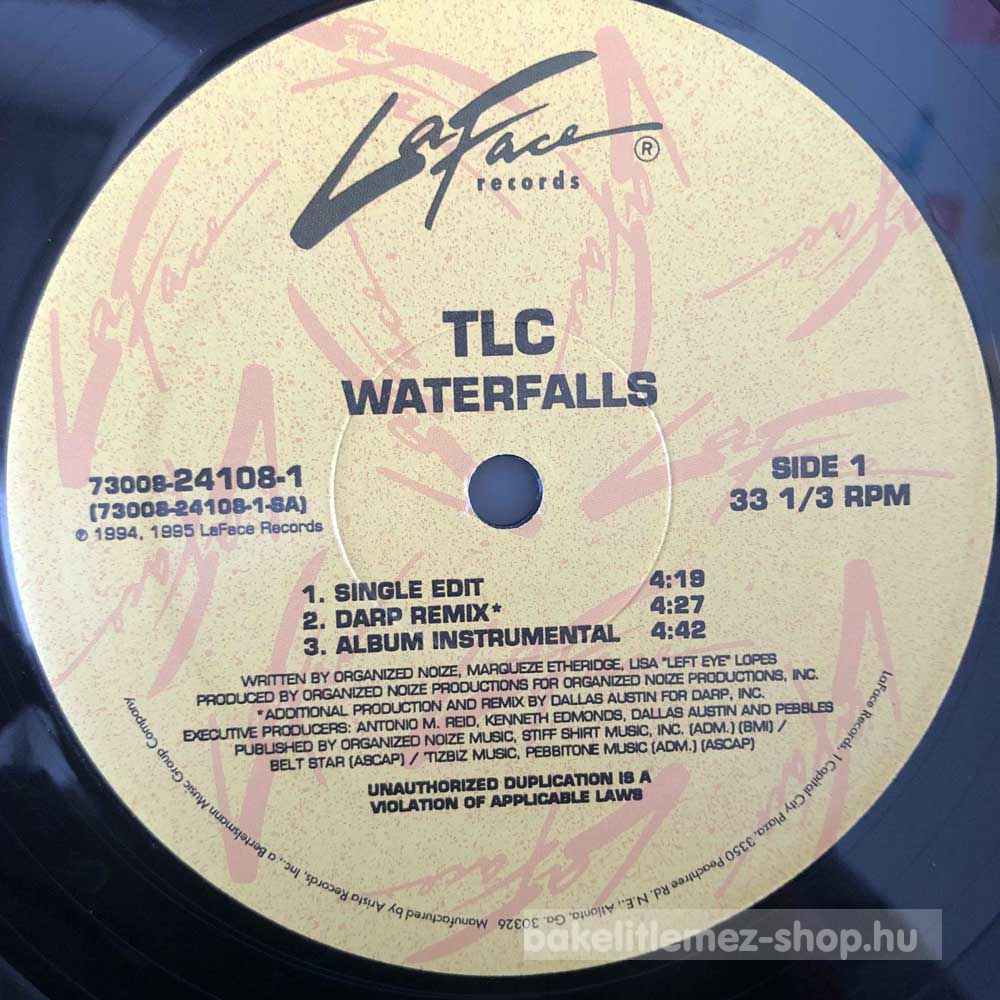 LaFace ®
records
TLC
WATERFALLS
73008-24108-1
(73008-24108-1-SA)
℗ 1994, 1995 LaFace Records
SIDE 1
33 1/3 RPM
1. SINGLE EDIT 4:19
2. DARP REMIX* 4:27
3. ALBUM INSTRUMENTAL 4:42
WRITTEN BY ORGANIZED NOIZE, MARQUEZE ETHERIDGE, LISA "LEFT EYE" LOPES
PRODUCED BY ORGANIZED NOIZE PRODUCTIONS FOR ORGANIZED NOIZE PRODUCTIONS, INC.
*ADDITIONAL PRODUCTION AND REMIX BY DALLAS AUSTIN FOR DARP, INC.
EXECUTIVE PRODUCERS: ANTONIO M. REID, KENNETH EDMONDS, DALLAS AUSTIN AND PEBBLES
PUBLISHED BY ORGANIZED NOIZE MUSIC, STIFF SHIRT MUSIC, INC. (ADM.) (BMI) /
BELT STAR (ASCAP) / 'TIZBIZ MUSIC, PEBBITONE MUSIC (ADM.) (ASCAP)
UNAUTHORIZED DUPLICATION IS A
VIOLATION OF APPLICABLE LAWS
LaFace Records, 1 Capital City Plaza, 3350 Peachtree Rd. N.E., Atlanta, Ga. 30326 Manufactured by Arista Records, Inc., a Bertelsmann Music Group Company
bakelitlemez-shop.hu